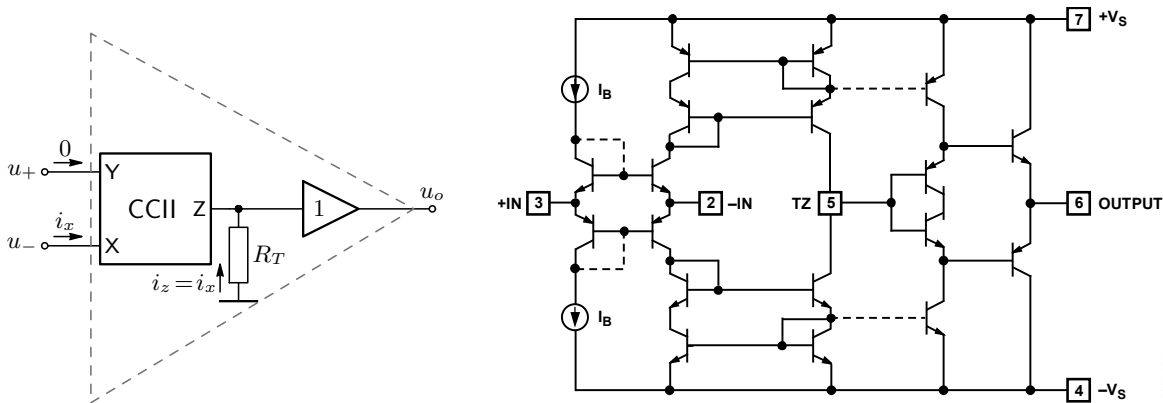 u+
0
Y
CCII
Z
1
uo
ix
u−
X
RT
iz=ix
7 +VS
IB
+IN 3
2 −IN
TZ 5
6 OUTPUT
IB
4 −VS